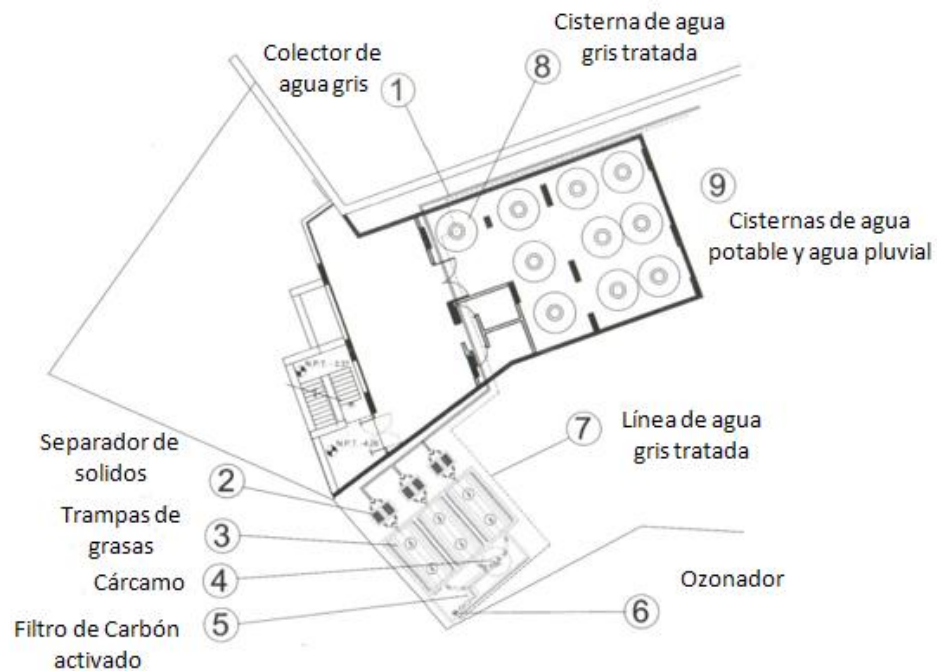 Cisterna de agua
gris tratada
8
Colector de
agua gris
1
9
Cisternas de agua
potable y agua pluvial
N.P.T.
N.P.T.
Línea de agua
gris tratada
7
Separador de
solidos
2
Trampas de
grasas
3
Cárcamo
4
Ozonador
6
Filtro de Carbón
activado
5